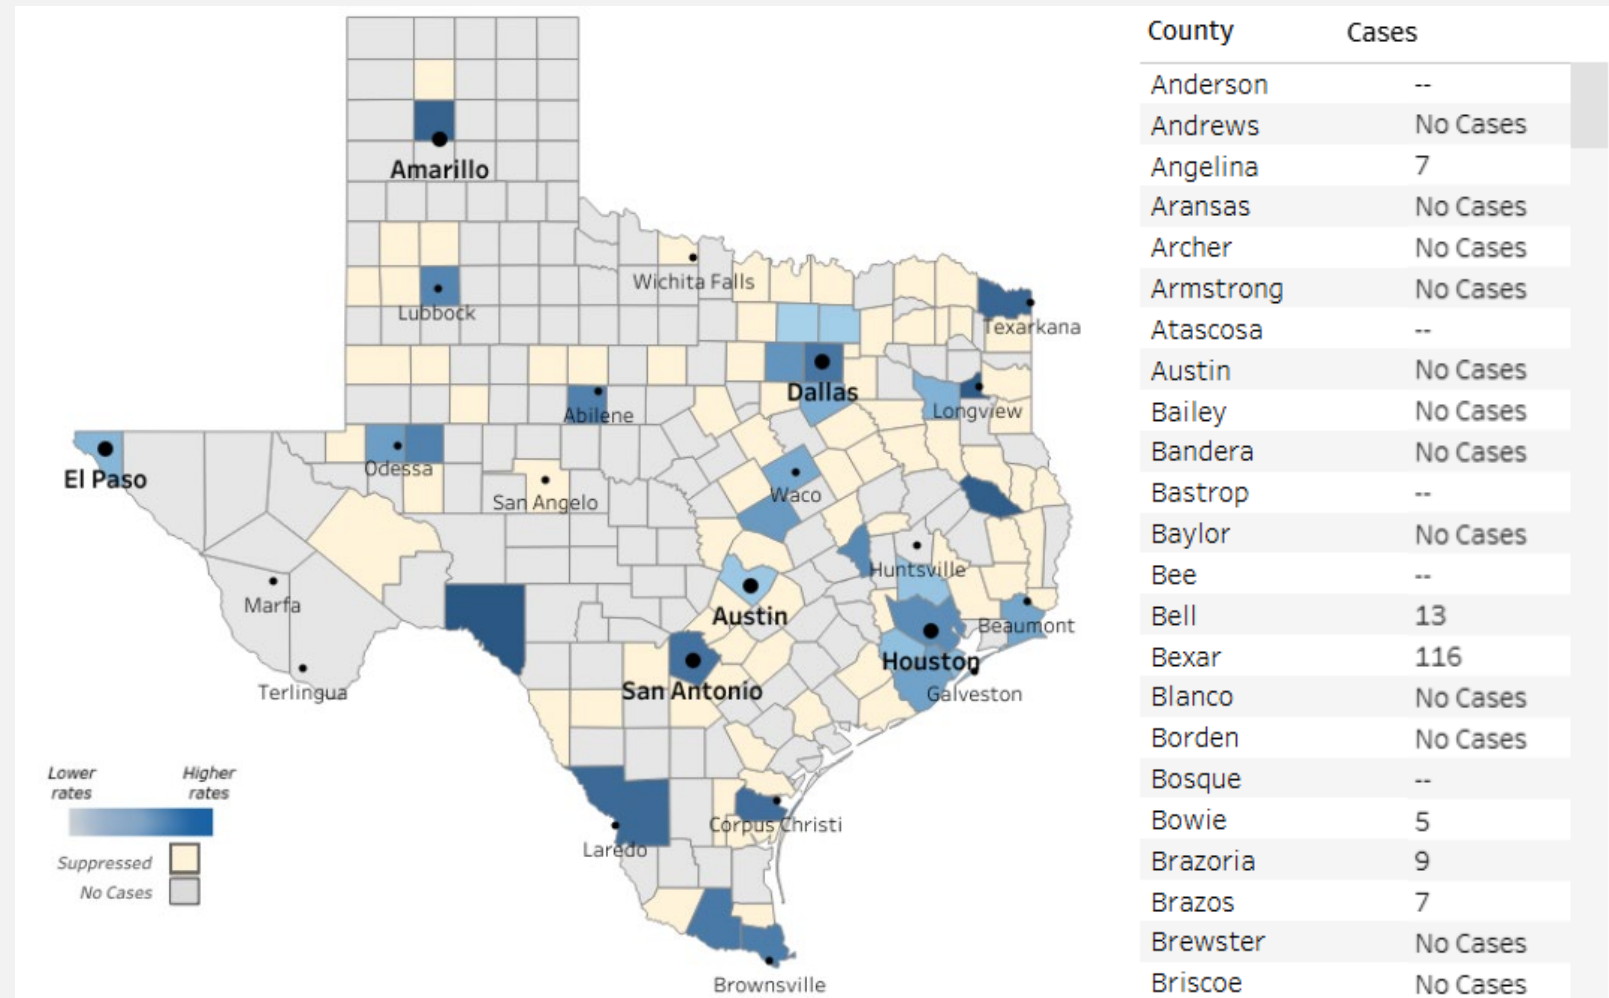 Amarillo
Wichita Falls
Lubbock
Texarkana
Dallas
Abilene
Longview
El Paso
Odessa
San Angelo
Waco
Huntsville
Marfa
Austin
Beaumont
Houston
Terlingua
San Antonio
Galveston
Corpus Christi
Laredo
Brownsville
Lower rates
Higher rates
Suppressed
No Cases
County Cases
Anderson --
Andrews No Cases
Angelina 7
Aransas No Cases
Archer No Cases
Armstrong No Cases
Atascosa --
Austin No Cases
Bailey No Cases
Bandera No Cases
Bastrop --
Baylor No Cases
Bee --
Bell 13
Bexar 116
Blanco No Cases
Borden No Cases
Bosque --
Bowie 5
Brazoria 9
Brazos 7
Brewster No Cases
Briscoe No Cases